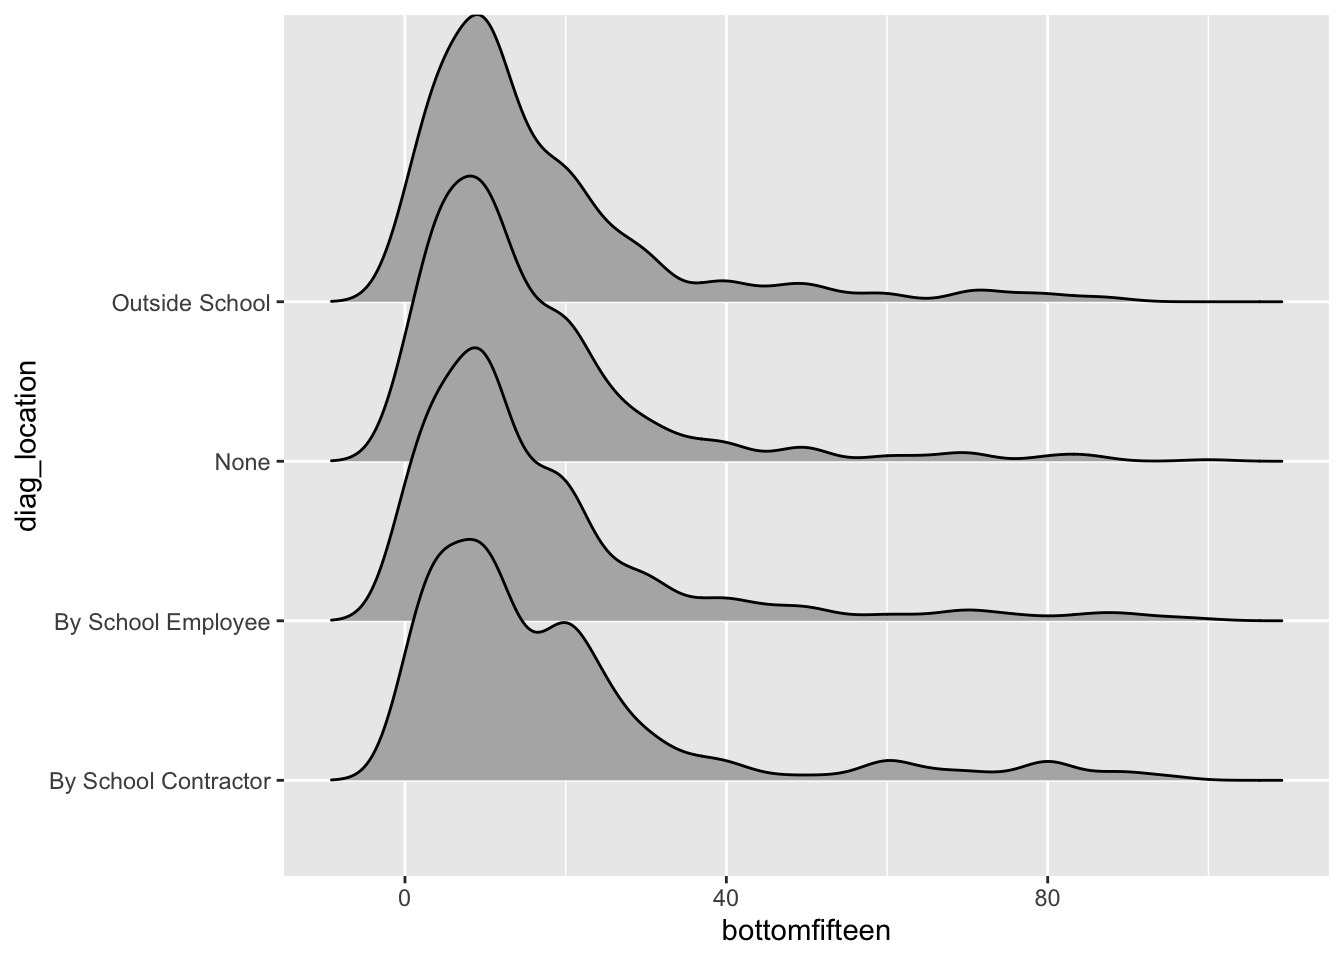 diag_location
Outside School
None
By School Employee
By School Contractor
0 40 80
bottomfifteen